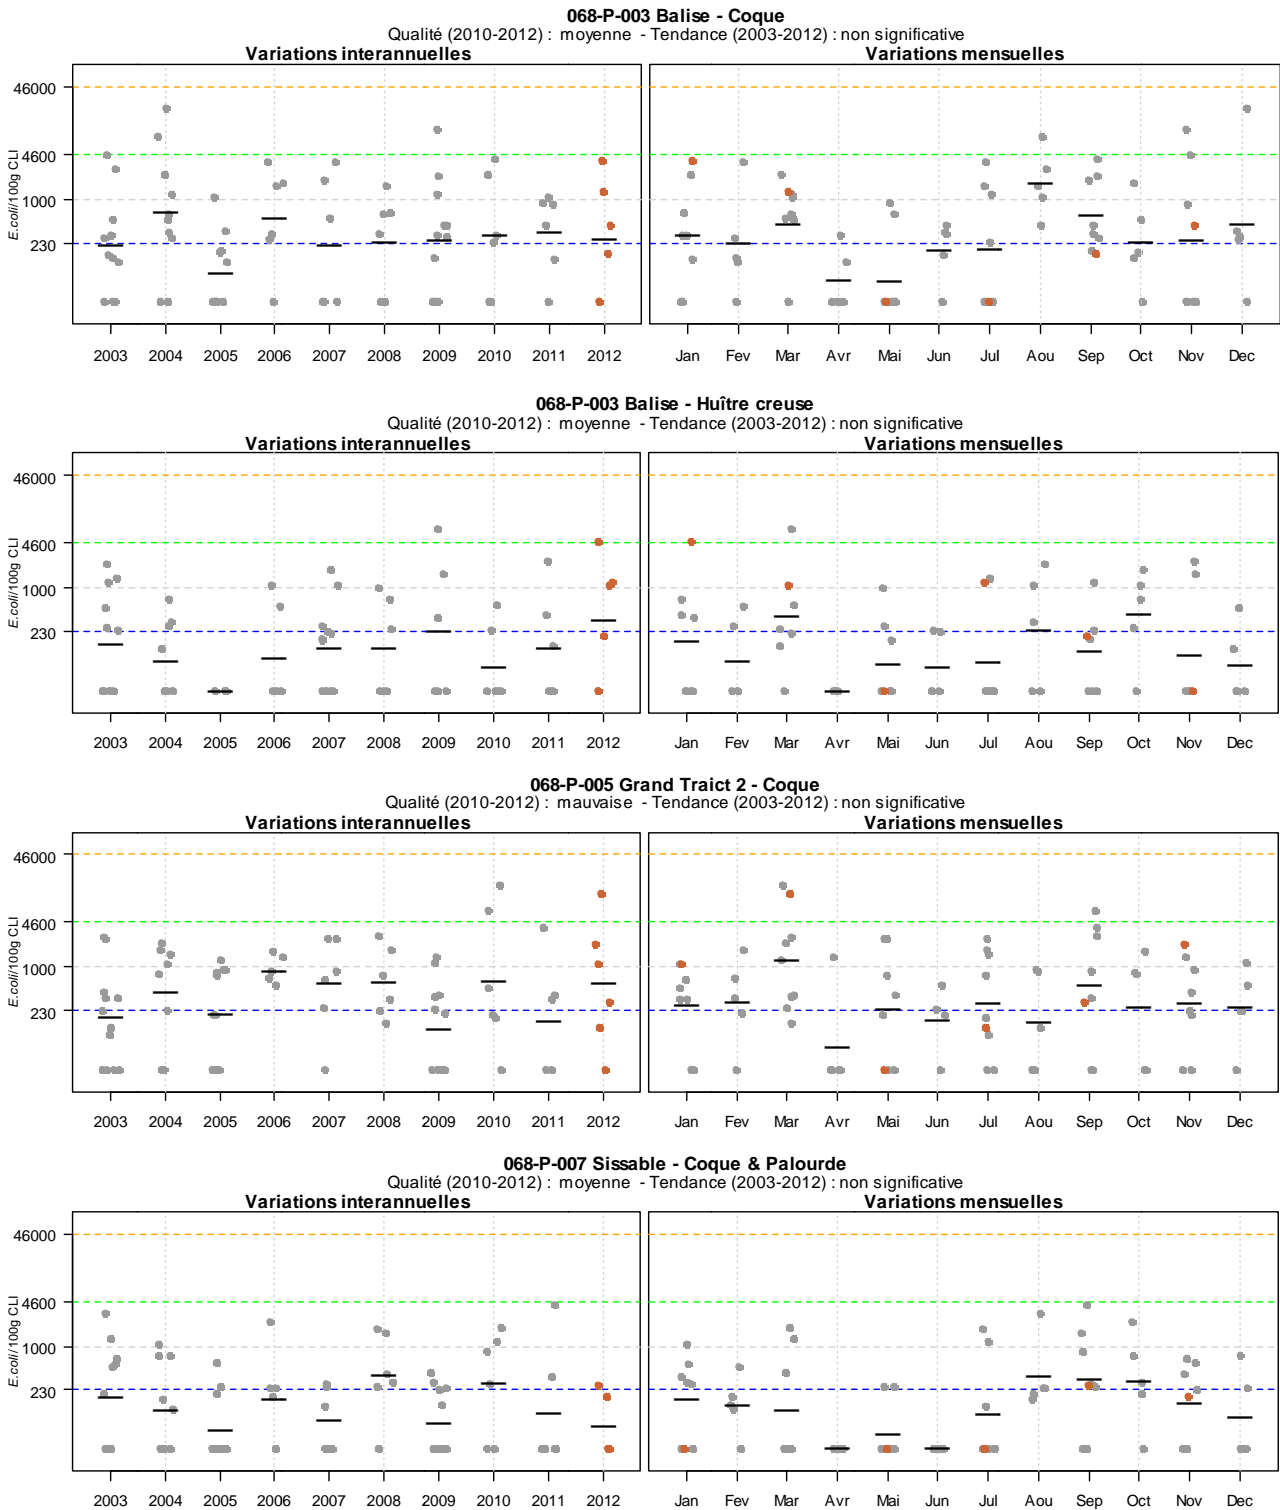 068-P-003 Balise - Coque
Qualité (2010-2012) : moyenne - Tendance (2003-2012) : non significative
Variations interannuelles Variations mensuelles
46000
4600
1000
230
E.coli/100g CLI
2003 2004 2005 2006 2007 2008 2009 2010 2011 2012 Jan Fev Mar Avr Mai Jun Jul Aou Sep Oct Nov Dec
068-P-003 Balise - Huître creuse
Qualité (2010-2012) : moyenne - Tendance (2003-2012) : non significative
Variations interannuelles Variations mensuelles
46000
4600
1000
230
E.coli/100g CLI
2003 2004 2005 2006 2007 2008 2009 2010 2011 2012 Jan Fev Mar Avr Mai Jun Jul Aou Sep Oct Nov Dec
068-P-005 Grand Traict 2 - Coque
Qualité (2010-2012) : mauvaise - Tendance (2003-2012) : non significative
Variations interannuelles Variations mensuelles
46000
4600
1000
230
E.coli/100g CLI
2003 2004 2005 2006 2007 2008 2009 2010 2011 2012 Jan Fev Mar Avr Mai Jun Jul Aou Sep Oct Nov Dec
068-P-007 Sissable - Coque & Palourde
Qualité (2010-2012) : moyenne - Tendance (2003-2012) : non significative
Variations interannuelles Variations mensuelles
46000
4600
1000
230
E.coli/100g CLI
2003 2004 2005 2006 2007 2008 2009 2010 2011 2012 Jan Fev Mar Avr Mai Jun Jul Aou Sep Oct Nov Dec